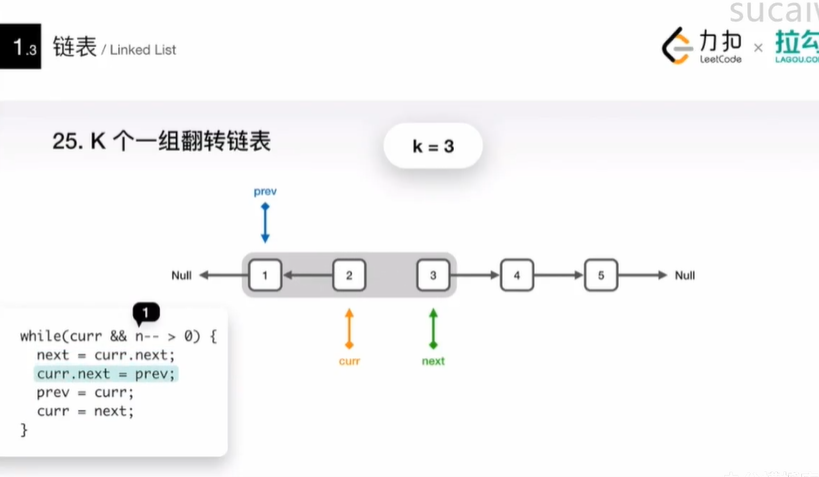 sucaiw
1.3 链表 / Linked List
力扣 LeetCode × 拉勾 LAGOU.CO
25. K 个一组翻转链表
k = 3
prev
Null 1 2 3 4 5 Null
curr next
1
while(curr && n-- > 0) {
next = curr.next;
curr.next = prev;
prev = curr;
curr = next;
}